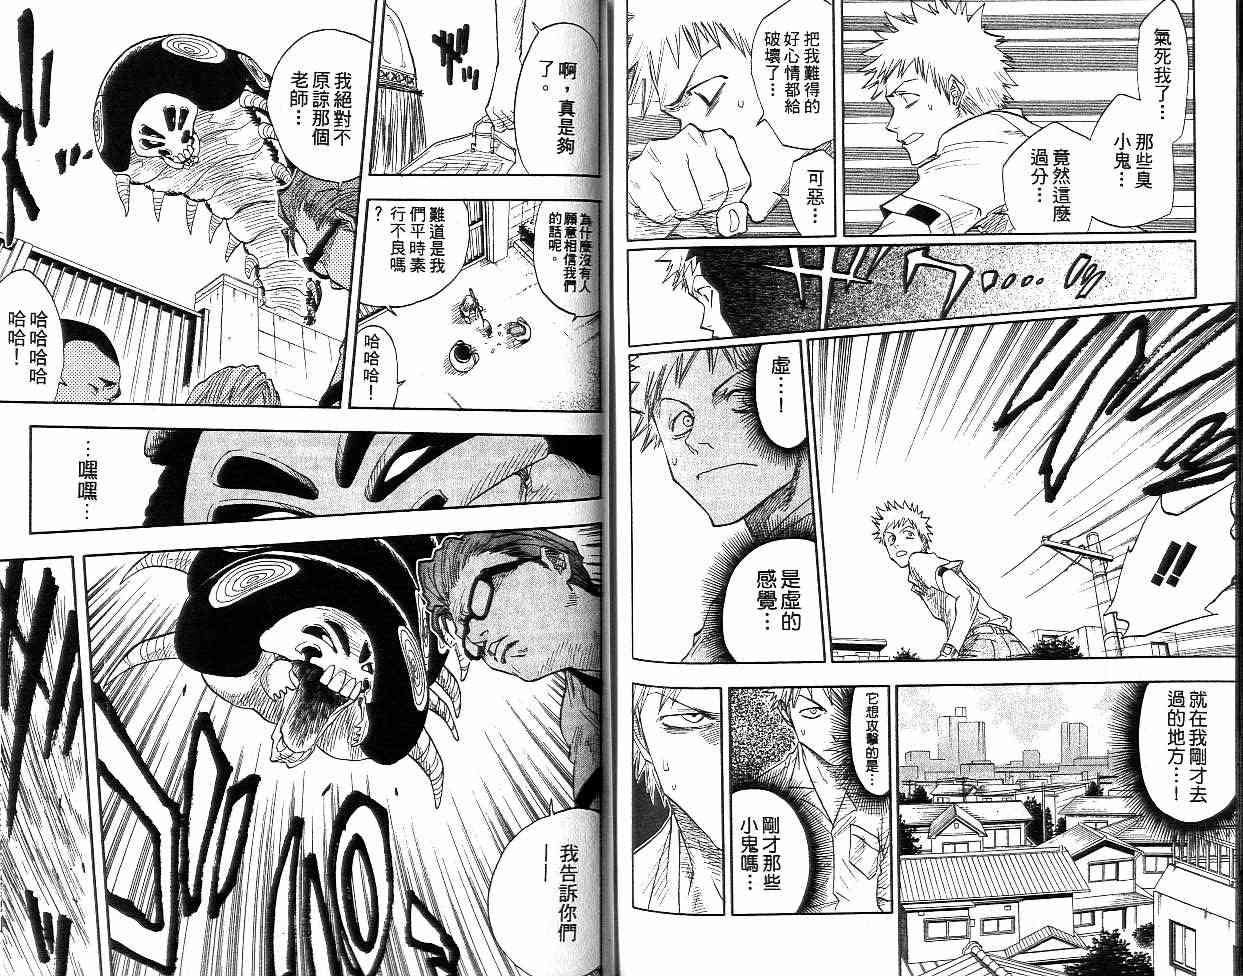 氣死我了…
那些臭
小鬼…
竟然這麼
過分…
把我難得的
好心情都給
破壞了…
可惡…
虛…！
是虛的
感覺…
!!
就在我剛才去
過的地方…！
它想攻擊的是…
剛才那些
小鬼嗎…
啊，真是夠
了。
我絕對不
原諒那個
老師…
為什麼沒有人
願意相信我們
的話呢。
難道是我
們平時素
行不良嗎
？
哈哈哈！
哈哈哈哈
哈哈！
…嘿嘿…
我告訴你們
——